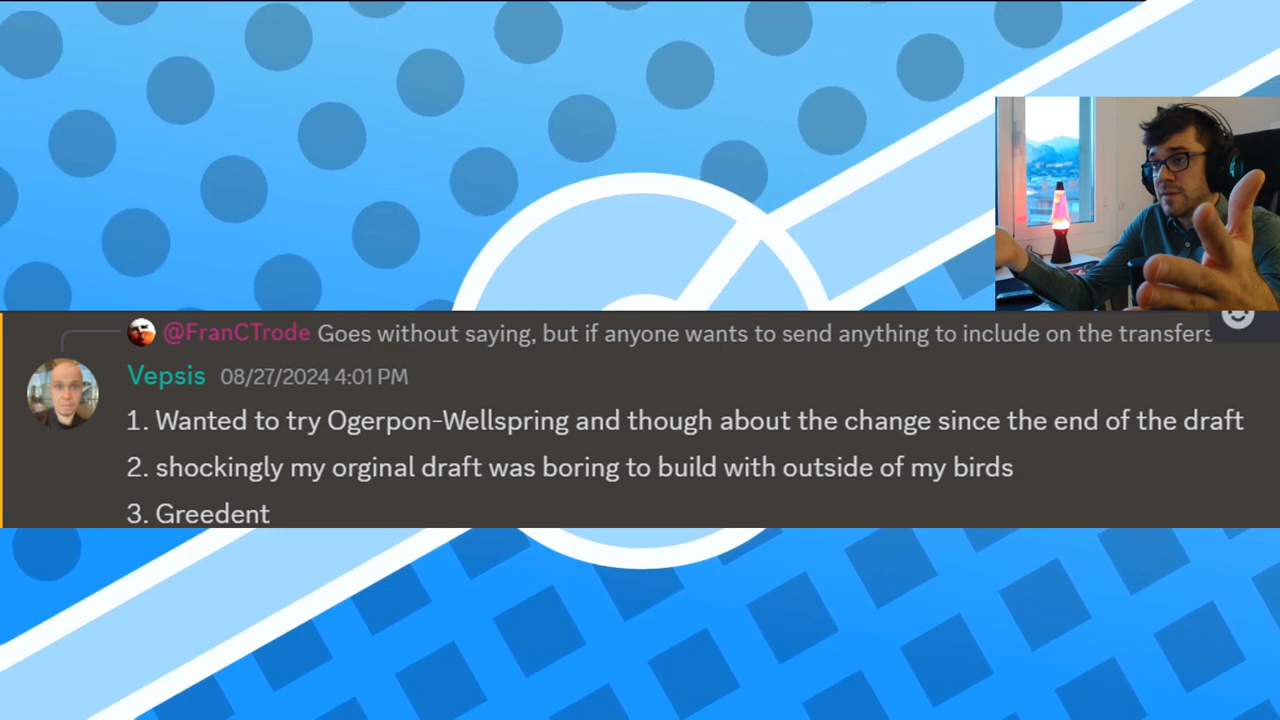 @FranCTrode Goes without saying, but if anyone wants to send anything to include on the transfers
Vepsis 08/27/2024 4:01 PM
1. Wanted to try Ogerpon-Wellspring and though about the change since the end of the draft
2. shockingly my orginal draft was boring to build with outside of my birds
3. Greedent